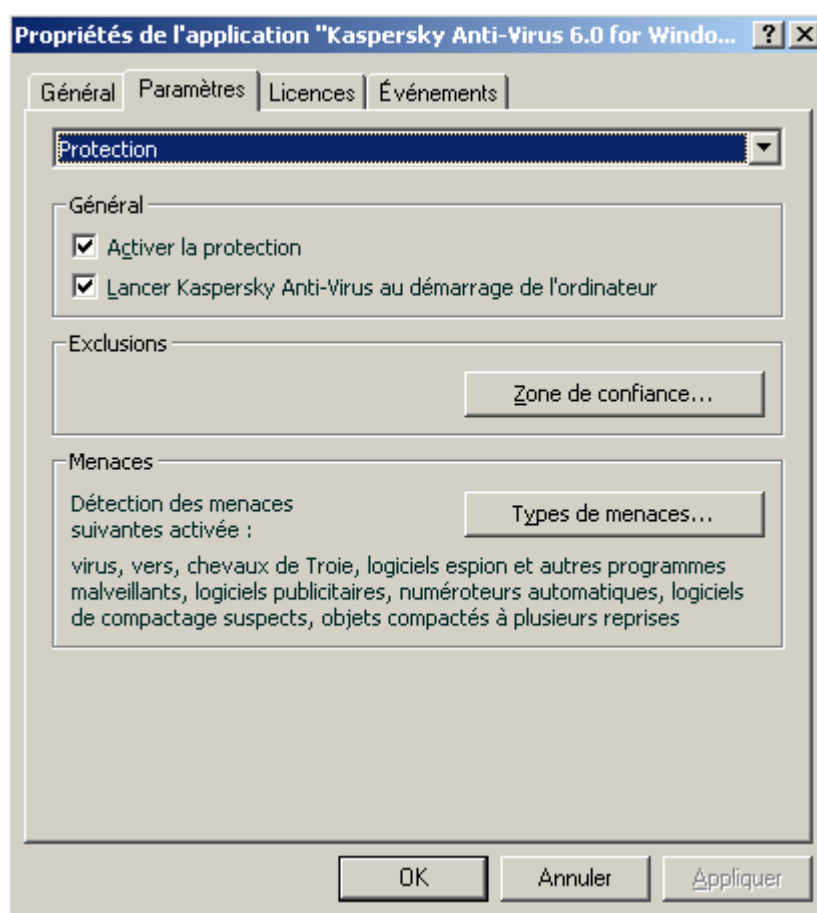 Propriétés de l'application "Kaspersky Anti-Virus 6.0 for Windo...
Général Paramètres Licences Événements
Protection
Général
Activer la protection
Lancer Kaspersky Anti-Virus au démarrage de l'ordinateur
Exclusions
Zone de confiance...
Menaces
Détection des menaces
suivantes activée :
Types de menaces...
virus, vers, chevaux de Troie, logiciels espion et autres programmes
malveillants, logiciels publicitaires, numéroteurs automatiques, logiciels
de compactage suspects, objets compactés à plusieurs reprises
OK Annuler Appliquer